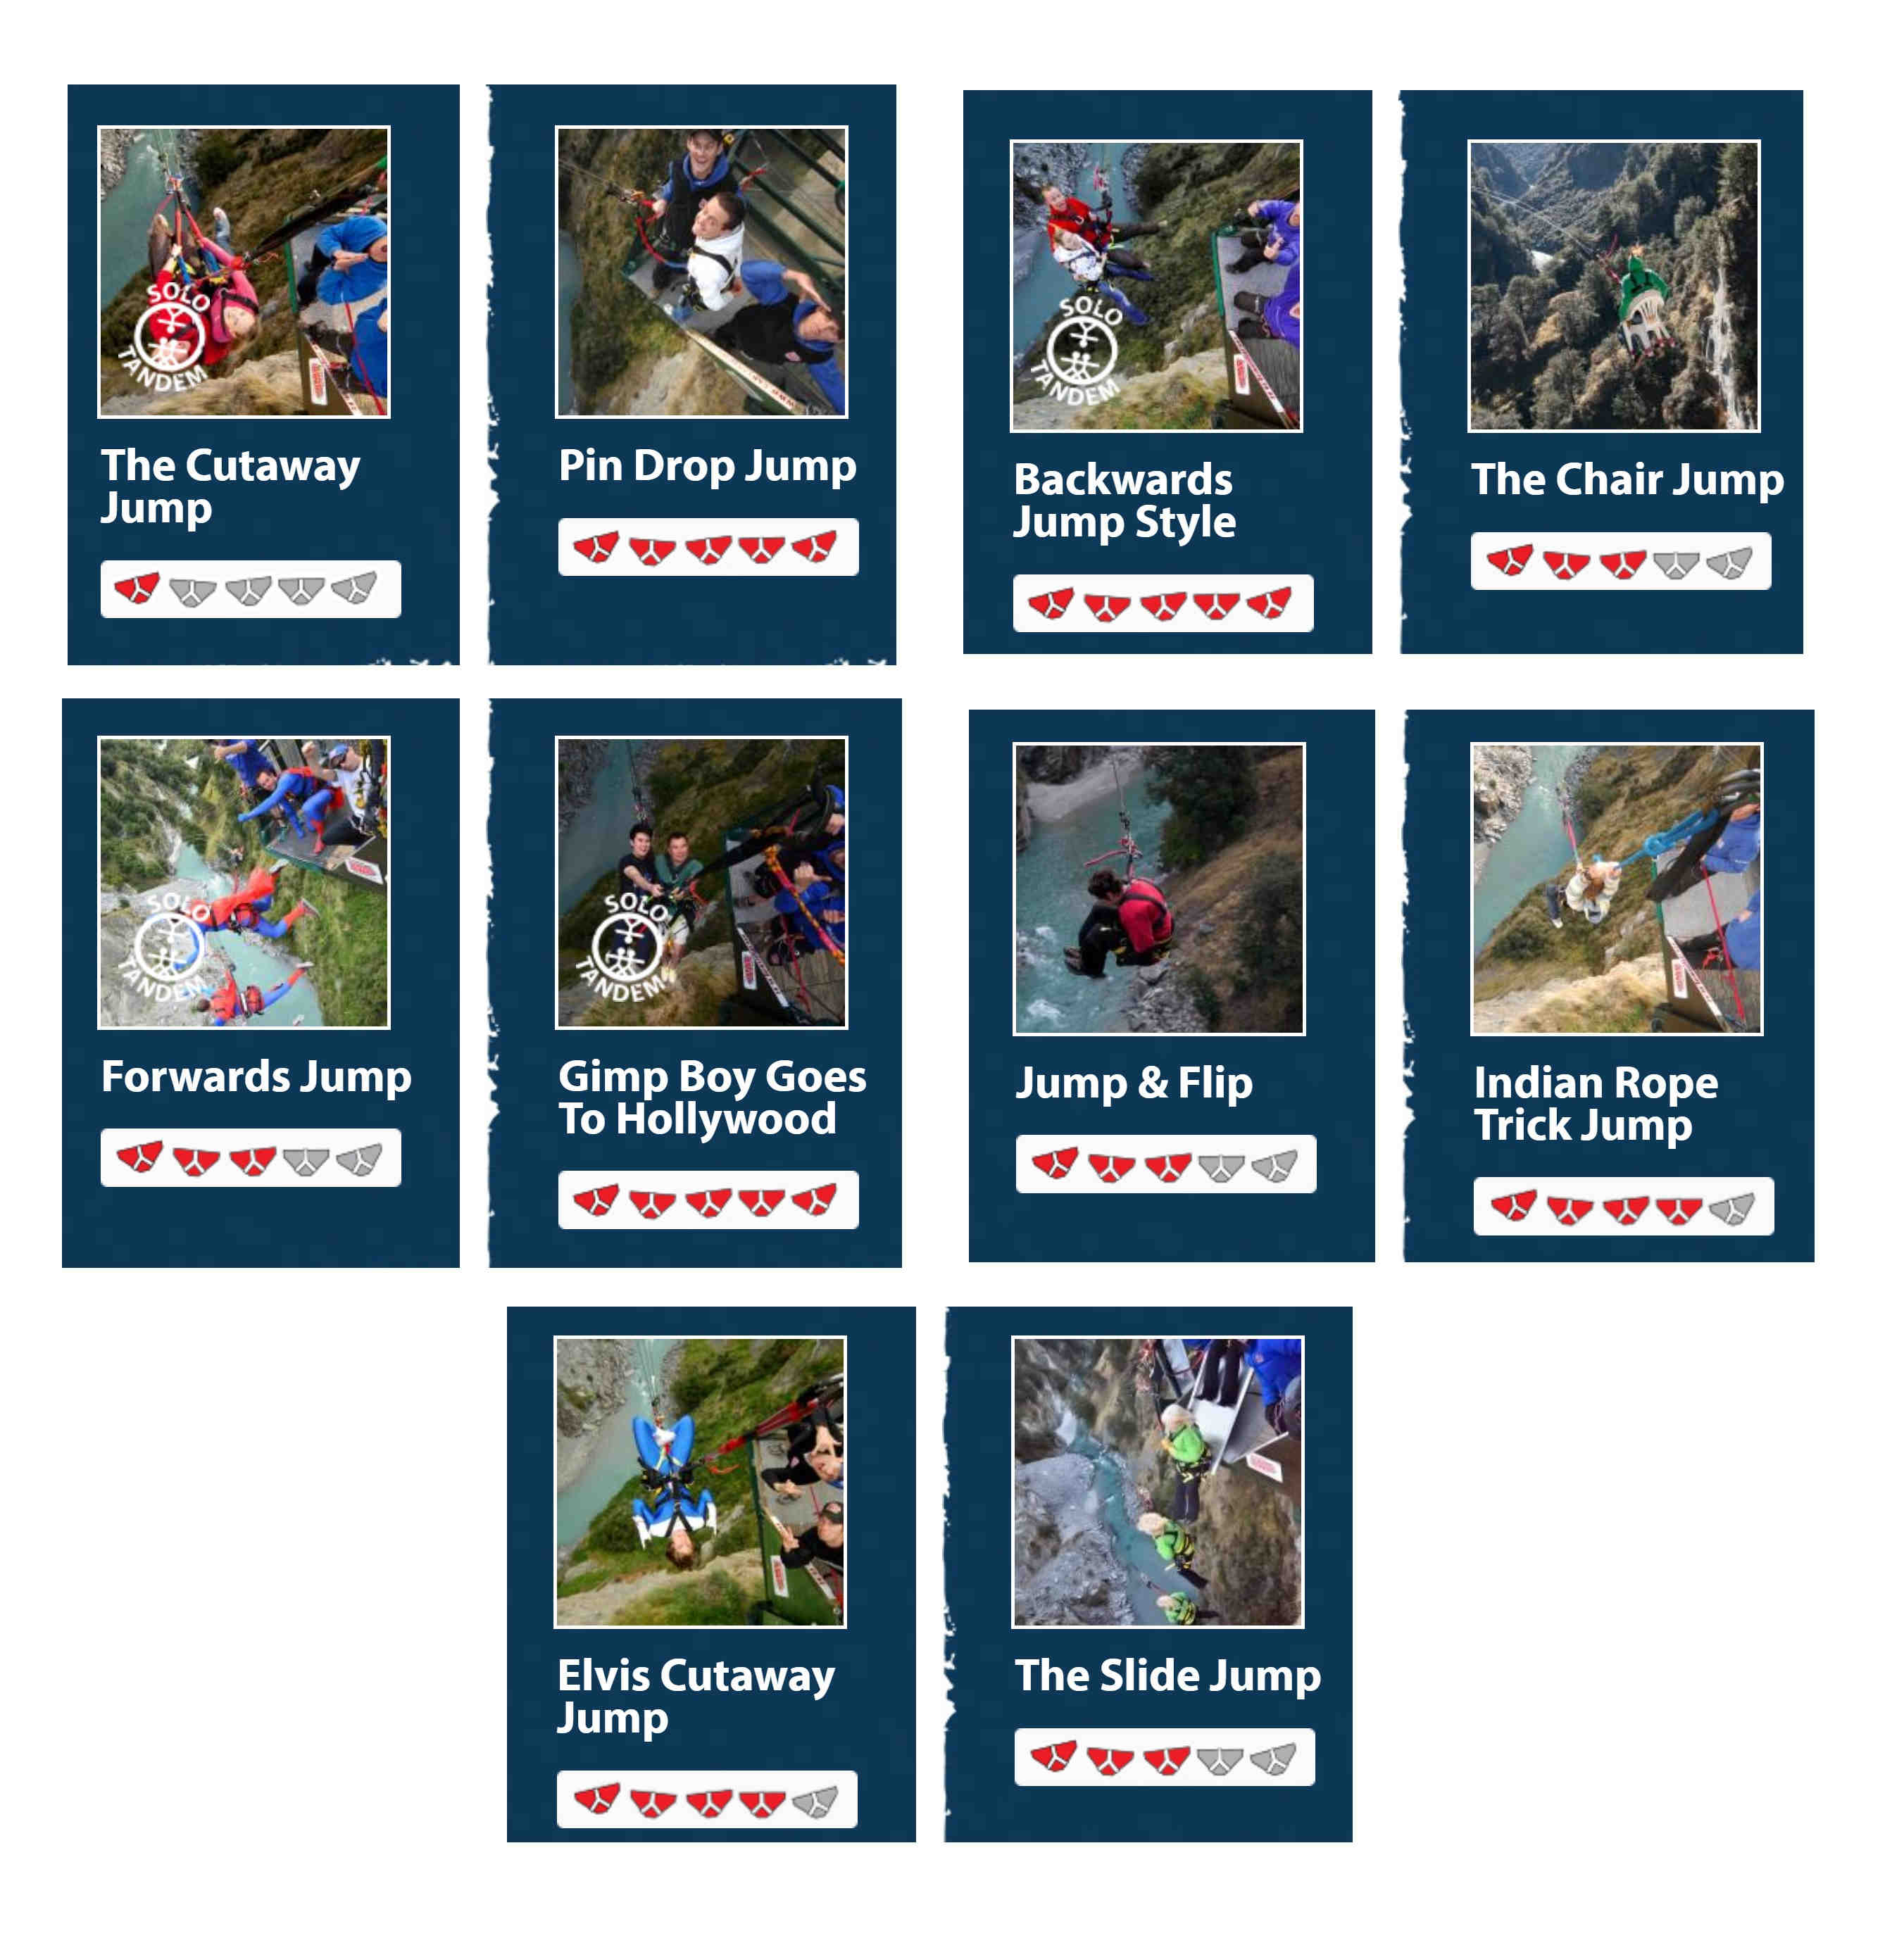 SOLO
TANDEM
The Cutaway
Jump
Pin Drop Jump
SOLO
TANDEM
Backwards
Jump Style
The Chair Jump
SOLO
TANDEM
Forwards Jump
SOLO
TANDEM
Gimp Boy Goes
To Hollywood
Jump & Flip
Indian Rope
Trick Jump
Elvis Cutaway
Jump
The Slide Jump